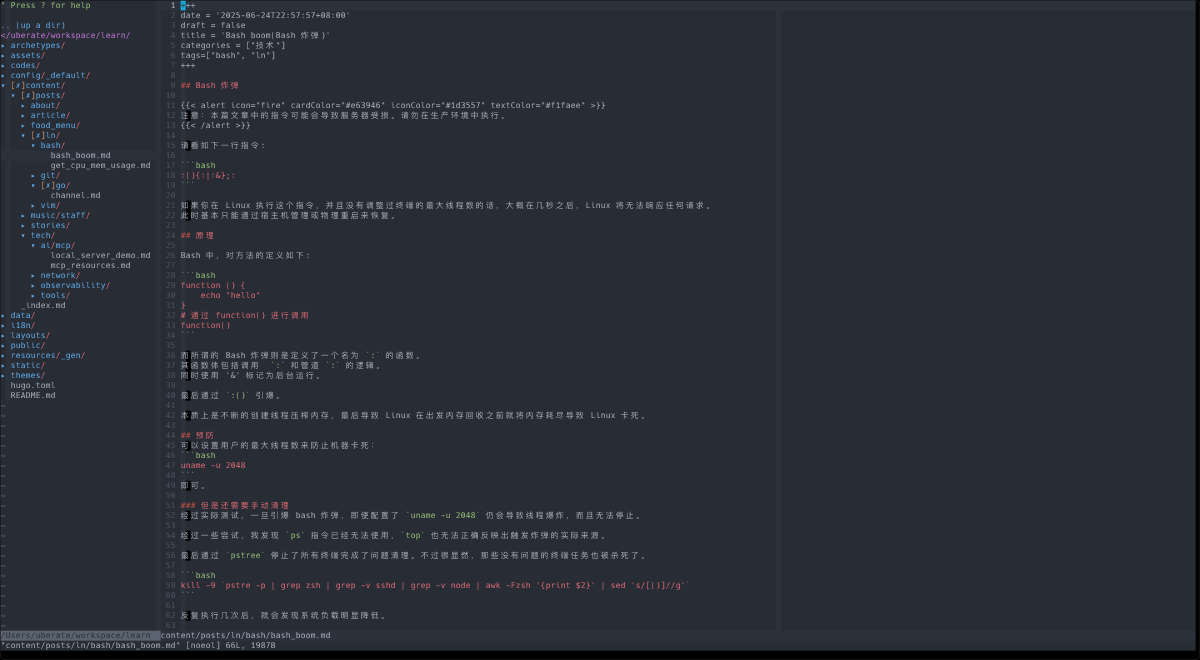 " Press ? for help
.. (up a dir)
</uberate/workspace/learn/
▸ archetypes/
▸ assets/
▸ codes/
▸ config/_default/
▾ [✗]content/
▾ [✗]posts/
▸ about/
▸ article/
▸ food_menu/
▾ [✗]ln/
▾ bash/
bash_boom.md
get_cpu_mem_usage.md
▸ git/
▾ [✗]go/
channel.md
▸ vim/
▸ music/staff/
▸ stories/
▾ tech/
▾ ai/mcp/
local_server_demo.md
mcp_resources.md
▸ network/
▸ observability/
▸ tools/
_index.md
▸ data/
▸ i18n/
▸ layouts/
▸ public/
▸ resources/_gen/
▸ static/
▸ themes/
hugo.toml
README.md
/Users/uberate/workspace/learn
1 +++
2 date = '2025-06-24T22:57:57+08:00'
3 draft = false
4 title = 'Bash boom(Bash 炸弹)'
5 categories = ["技术"]
6 tags=["bash", "ln"]
7 +++
8
9 ## Bash 炸弹
10
11 {{< alert icon="fire" cardColor="#e63946" iconColor="#1d3557" textColor="#f1faee" >}}
12 注意：本篇文章中的指令可能会导致服务器受损。请勿在生产环境中执行。
13 {{< /alert >}}
14
15 请看如下一行指令：
16
17 ```bash
18 :(){:|:&};:
19 ```
20
21 如果你在 Linux 执行这个指令，并且没有调整过终端的最大线程数的话，大概在几秒之后，Linux 将无法响应任何请求。
22 此时基本只能通过宿主机管理或物理重启来恢复。
23
24 ## 原理
25
26 Bash 中，对方法的定义如下：
27
28 ```bash
29 function () {
30     echo "hello"
31 }
32 # 通过 function() 进行调用
33 function()
34 ```
35
36 而所谓的 Bash 炸弹则是定义了一个名为 `:` 的函数。
37 其函数体包括调用 `:` 和管道 `:` 的逻辑。
38 同时使用 '&' 标记为后台运行。
39
40 最后通过 `:()` 引爆。
41
42 本质上是不断的创建线程压榨内存，最后导致 Linux 在出发内存回收之前就将内存耗尽导致 Linux 卡死。
43
44 ## 预防
45 可以设置用户的最大线程数来防止机器卡死：
46 ```bash
47 uname -u 2048
48 ```
49 即可。
50
51 ### 但是还需要手动清理
52 经过实际测试，一旦引爆 bash 炸弹，即使配置了 `uname -u 2048` 仍会导致线程爆炸，而且无法停止。
53
54 经过一些尝试，我发现 `ps` 指令已经无法使用，`top` 也无法正确反映出触发炸弹的实际来源。
55
56 最后通过 `pstree` 停止了所有终端完成了问题清理。不过很显然，那些没有问题的终端任务也被杀死了。
57
58 ```bash
59 kill -9 `pstre -p | grep zsh | grep -v sshd | grep -v node | awk -Fzsh '{print $2}' | sed 's/[()]//g'`
60 ```
61
62 反复执行几次后，就会发现系统负载明显降低。
63
content/posts/ln/bash/bash_boom.md
"content/posts/ln/bash/bash_boom.md" [noeol] 66L, 1987B